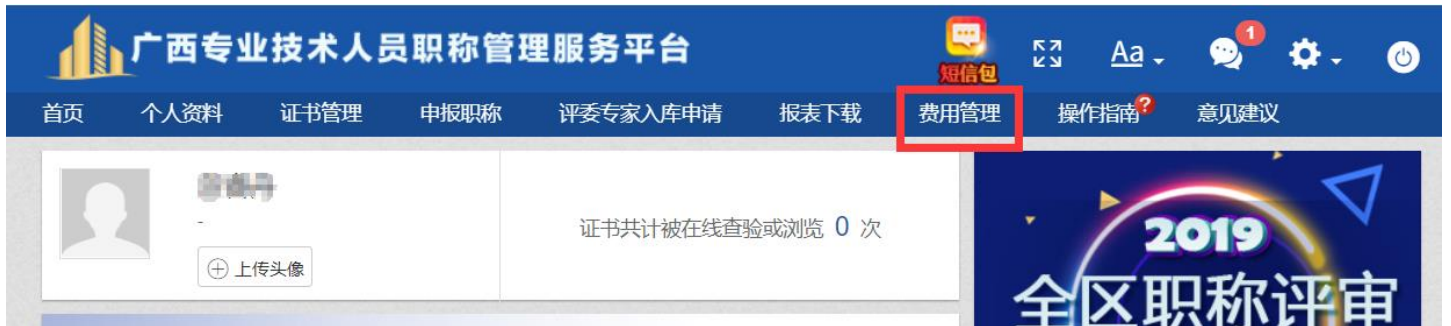 广西专业技术人员职称管理服务平台
短信包
Aa
1
首页 个人资料 证书管理 申报职称 评委专家入库申请 报表下载 费用管理 操作指南? 意见建议
-
上传头像
证书共计被在线查验或浏览 0 次
2019
全区职称评审